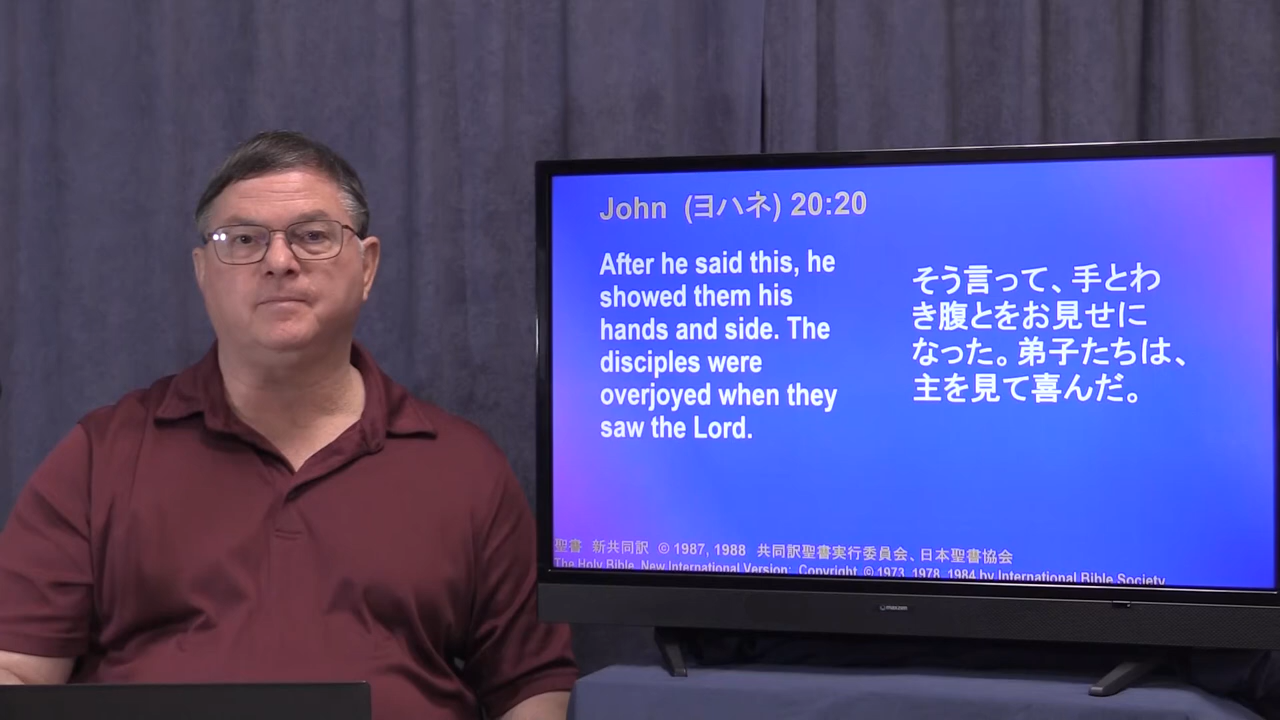 John (ヨハネ) 20:20
After he said this, he
showed them his
hands and side. The
disciples were
overjoyed when they
saw the Lord.
そう言って、手とわ
き腹とをお見せに
なった。弟子たちは、
主を見て喜んだ。
聖書 新共同訳 © 1987, 1988 共同訳聖書実行委員会、日本聖書協会
The Holy Bible, New International Version: Copyright © 1973, 1978, 1984 by International Bible Society